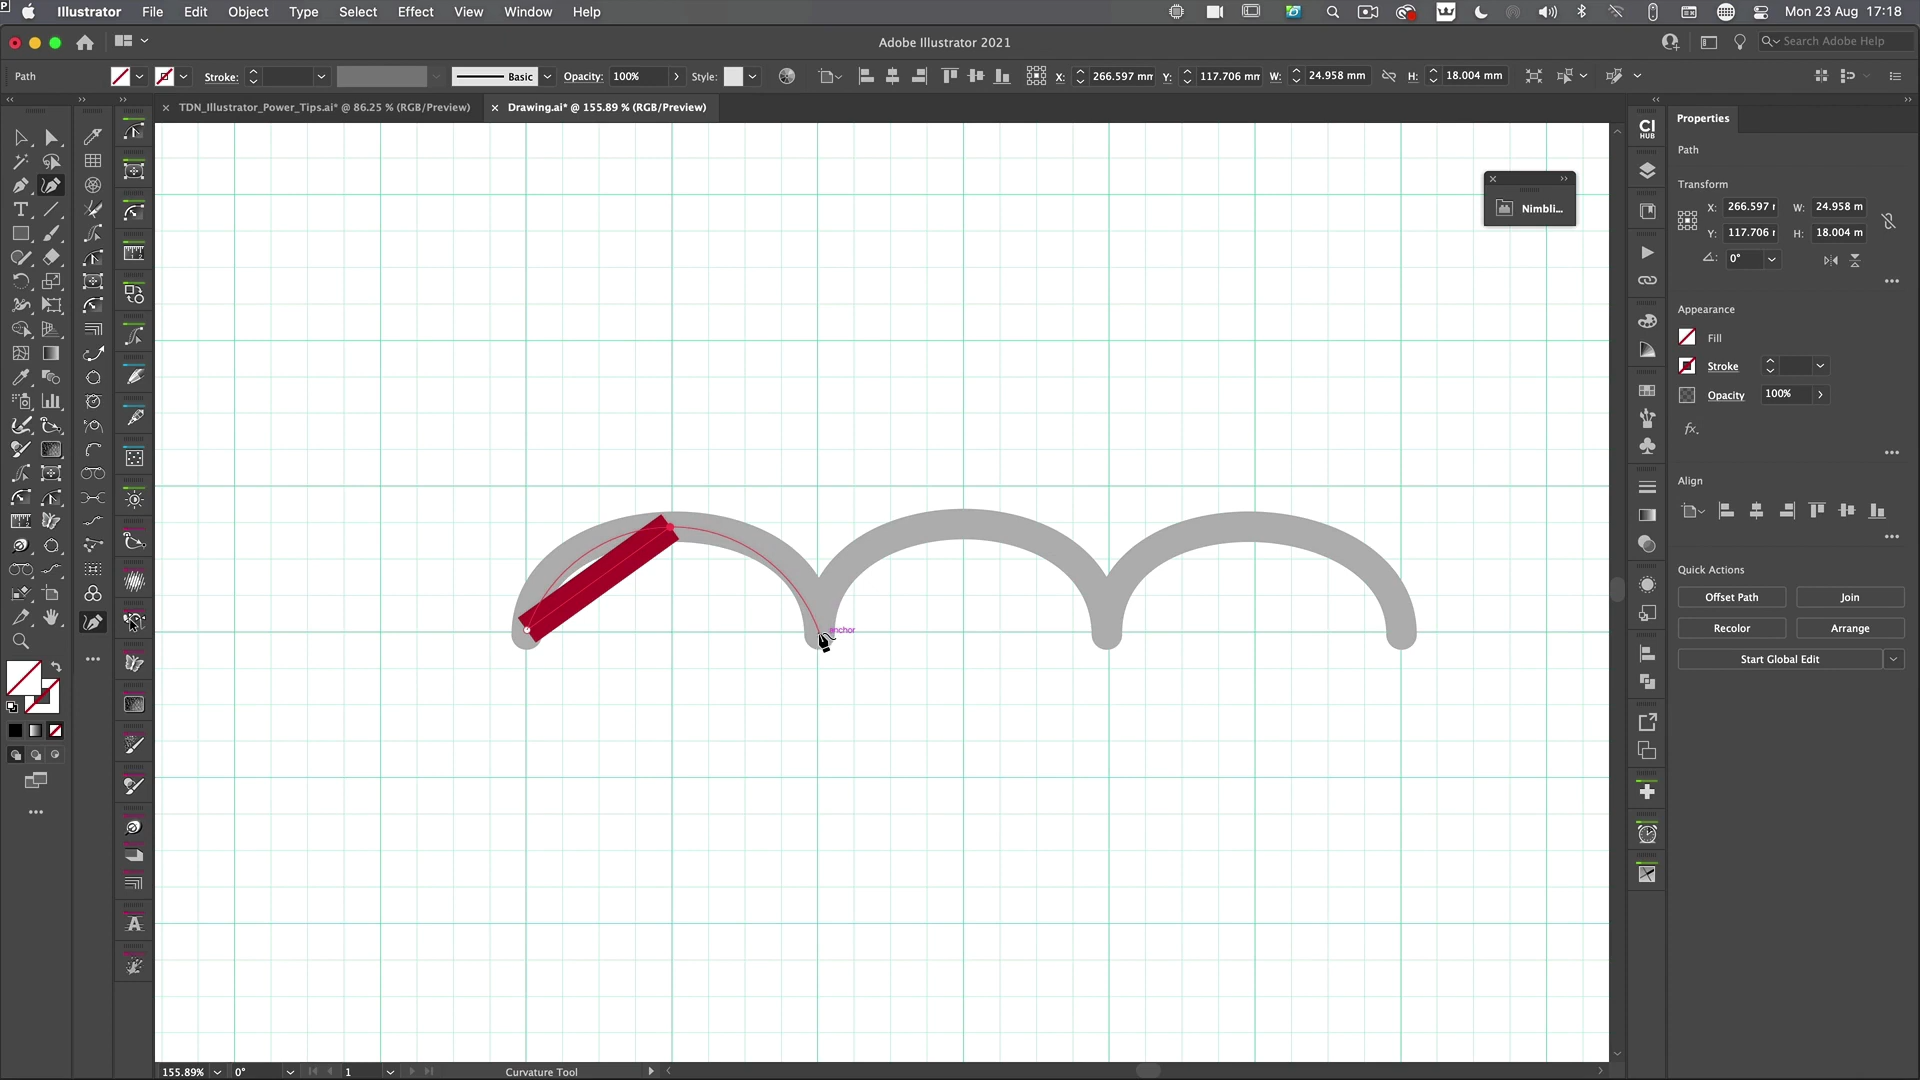 Illustrator File Edit Object Type Select Effect View Window Help Mon 23 Aug 17:18
Adobe Illustrator 2021 Search Adobe Help
Path Stroke: Basic Opacity: 100% Style: X: 266.597 mm Y: 117.706 mm W: 24.958 mm H: 18.004 mm
TDN_Illustrator_Power_Tips.ai* @ 86.25 % (RGB/Preview) Drawing.ai* @ 155.89 % (RGB/Preview)
CI
HUB
Properties
Path
Transform
X: 266.597 W: 24.958 m
Y: 117.706 H: 18.004 m
0°
Nimbli...
Appearance
Fill
Stroke
Opacity 100%
fx.
Align
Quick Actions
Offset Path Join
Recolor Arrange
Start Global Edit
anchor
155.89% 0° 1 Curvature Tool